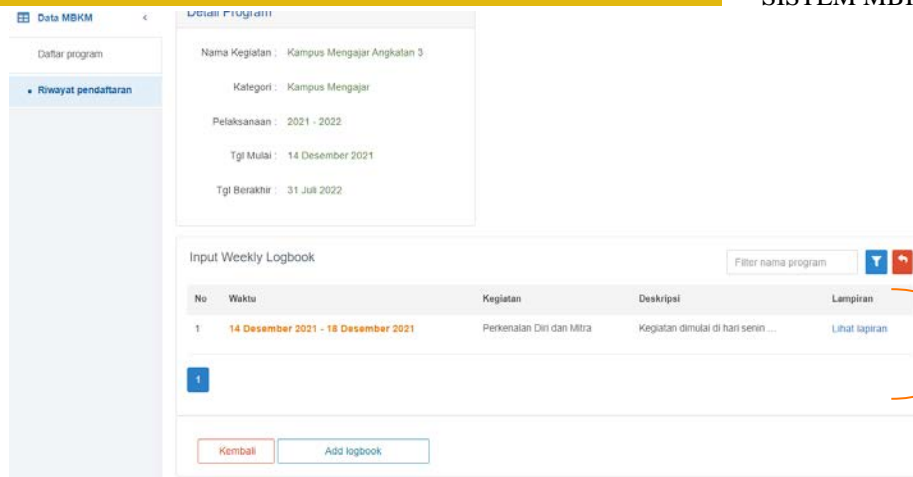 SISTEM MB
Data MBKM
Detail Program
Daftar program
Riwayat pendaftaran
Nama Kegiatan : Kampus Mengajar Angkatan 3
Kategori : Kampus Mengajar
Pelaksanaan : 2021 - 2022
Tgl Mulai : 14 Desember 2021
Tgl Berakhir : 31 Juli 2022
Input Weekly Logbook
Filter nama program
No Waktu Kegiatan Deskripsi Lampiran
1 14 Desember 2021 - 18 Desember 2021 Perkenalan Diri dan Mitra Kegiatan dimulai di hari senin ... Lihat lapiran
1
Kembali Add logbook